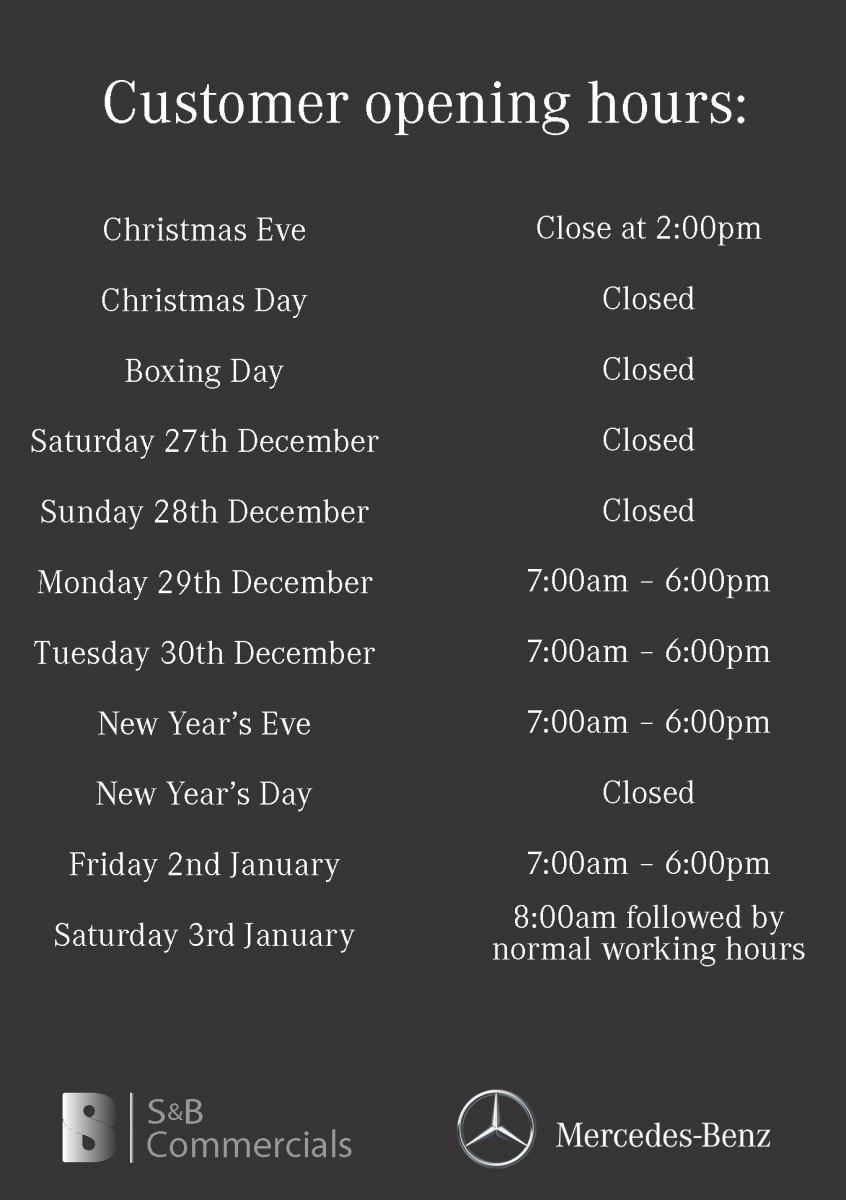 Customer opening hours:
Christmas Eve Close at 2:00pm
Christmas Day Closed
Boxing Day Closed
Saturday 27th December Closed
Sunday 28th December Closed
Monday 29th December 7:00am – 6:00pm
Tuesday 30th December 7:00am – 6:00pm
New Year’s Eve 7:00am – 6:00pm
New Year’s Day Closed
Friday 2nd January 7:00am – 6:00pm
Saturday 3rd January 8:00am followed by
normal working hours
S&B
Commercials
Mercedes-Benz